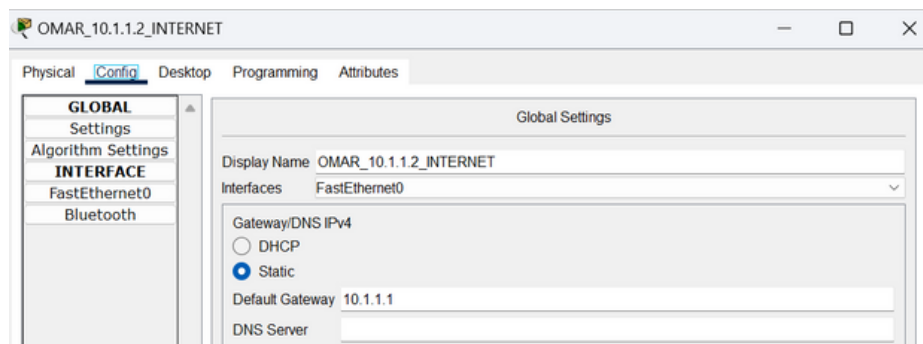 OMAR_10.1.1.2_INTERNET
Physical Config Desktop Programming Attributes
GLOBAL
Settings
Algorithm Settings
INTERFACE
FastEthernet0
Bluetooth
Global Settings
Display Name OMAR_10.1.1.2_INTERNET
Interfaces FastEthernet0
Gateway/DNS IPv4
DHCP
Static
Default Gateway 10.1.1.1
DNS Server